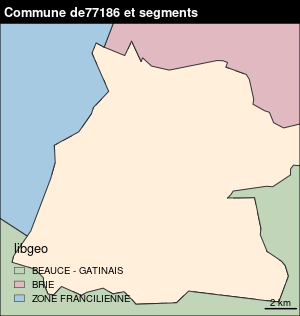 Commune de77186 et segments
libgeo
BEAUCE - GATINAIS
BRIE
ZONE FRANCILIENNE
2 km